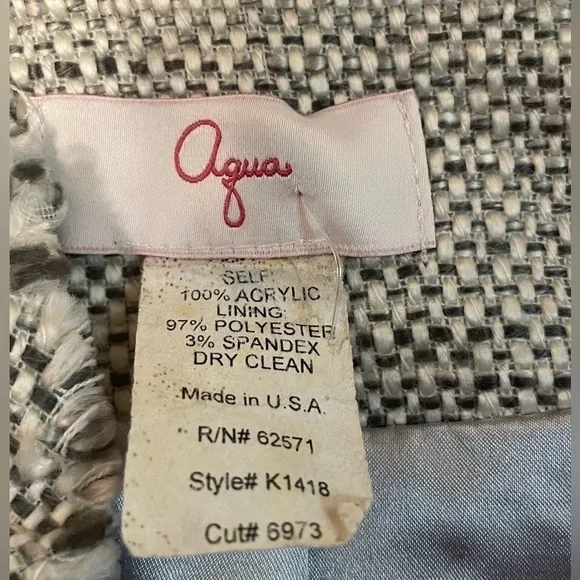 aqua
SELF:
100% ACRYLIC
LINING:
97% POLYESTER
3% SPANDEX
DRY CLEAN
Made in U.S.A.
R/N# 62571
Style# K1418
Cut# 6973